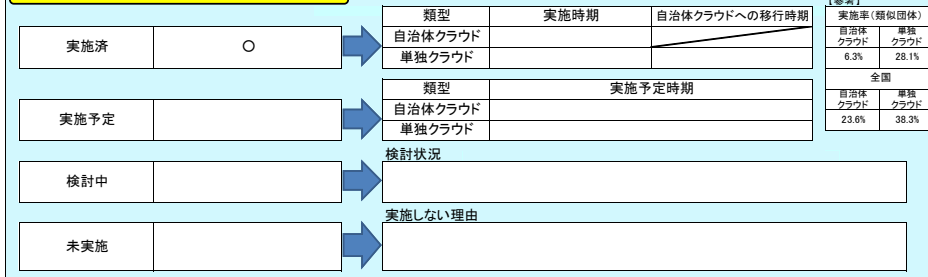 【参考】
類型 実施時期 自治体クラウドへの移行時期
実施済 ○
自治体クラウド
単独クラウド
実施率(類似団体)
自治体クラウド 単独クラウド
6.3% 28.1%
全国
自治体クラウド 単独クラウド
23.6% 38.3%
類型 実施予定時期
実施予定
自治体クラウド
単独クラウド
検討状況
検討中
実施しない理由
未実施